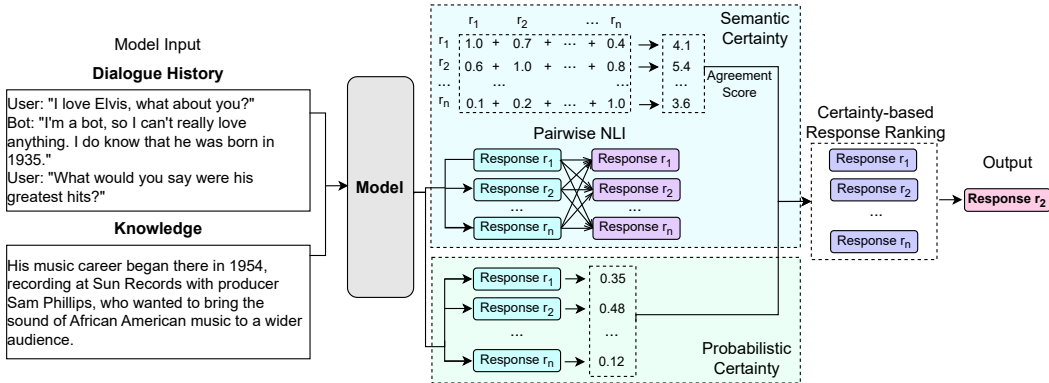 Model Input
Dialogue History
User: "I love Elvis, what about you?"
Bot: "I'm a bot, so I can't really love
anything. I do know that he was born in
1935."
User: "What would you say were his
greatest hits?"
Knowledge
His music career began there in 1954,
recording at Sun Records with producer
Sam Phillips, who wanted to bring the
sound of African American music to a wider
audience.
Model
Semantic
Certainty
r1 r2 ... rn
r1 1.0 + 0.7 + ... + 0.4 4.1
r2 0.6 + 1.0 + ... + 0.8 5.4
... ... ...
rn 0.1 + 0.2 + ... + 1.0 3.6
Agreement
Score
Pairwise NLI
Response r1 Response r1
Response r2 Response r2
... ...
Response rn Response rn
Response r1 0.35
Response r2 0.48
... ...
Response rn 0.12
Probabilistic
Certainty
Certainty-based
Response Ranking
Response r1
Response r2
...
Response rn
Output
Response r2